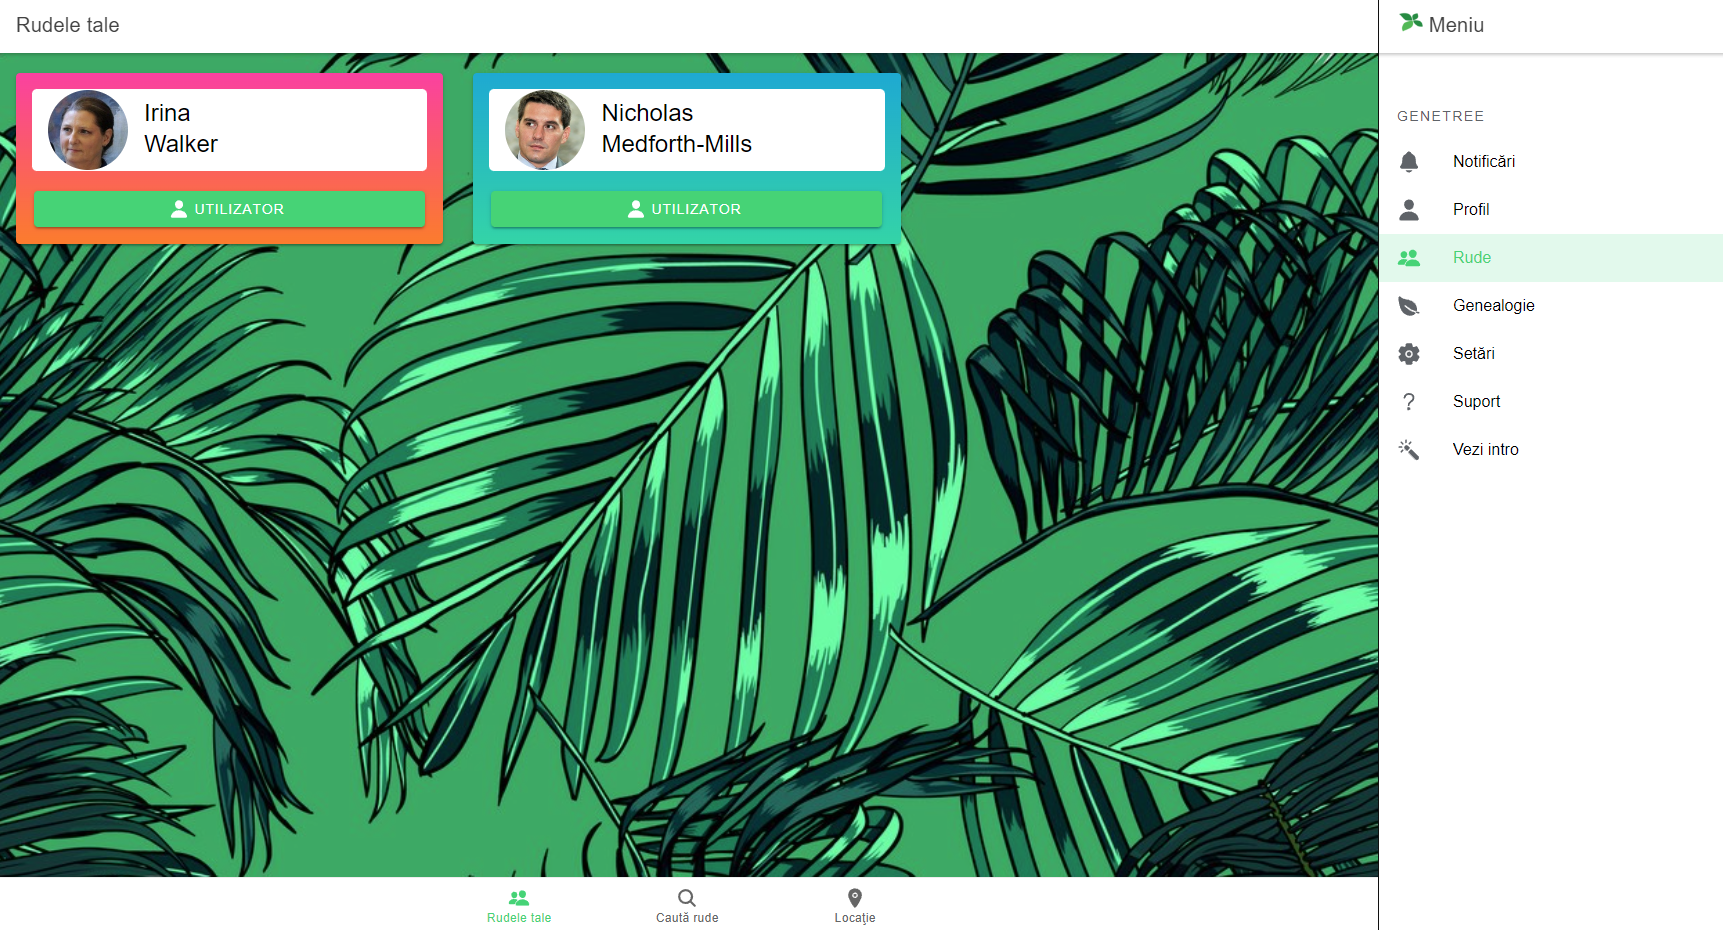 Rudele tale
Irina
Walker
UTILIZATOR
Nicholas
Medforth-Mills
UTILIZATOR
Rudele tale
Caută rude
Locație
Meniu
GENETREE
Notificări
Profil
Rude
Genealogie
Setări
Suport
Vezi intro